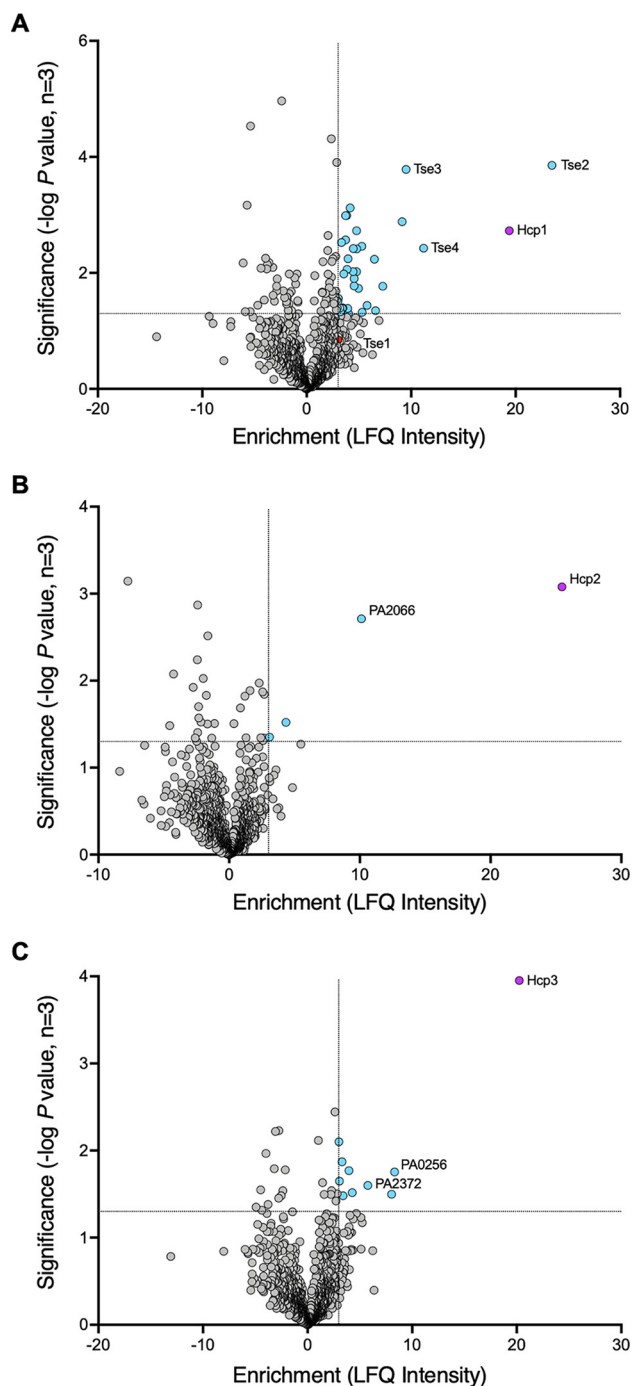 A
Significance (-log P value, n=3)
6
4
2
0
Tse3
Tse2
Hcp1
Tse4
Tse1
-20
-10
0
10
20
30
Enrichment (LFQ Intensity)
B
Significance (-log P value, n=3)
4
3
2
1
0
Hcp2
PA2066
-10
0
10
20
30
Enrichment (LFQ Intensity)
C
Significance (-log P value, n=3)
4
3
2
1
0
Hcp3
PA0256
PA2372
-20
-10
0
10
20
30
Enrichment (LFQ Intensity)